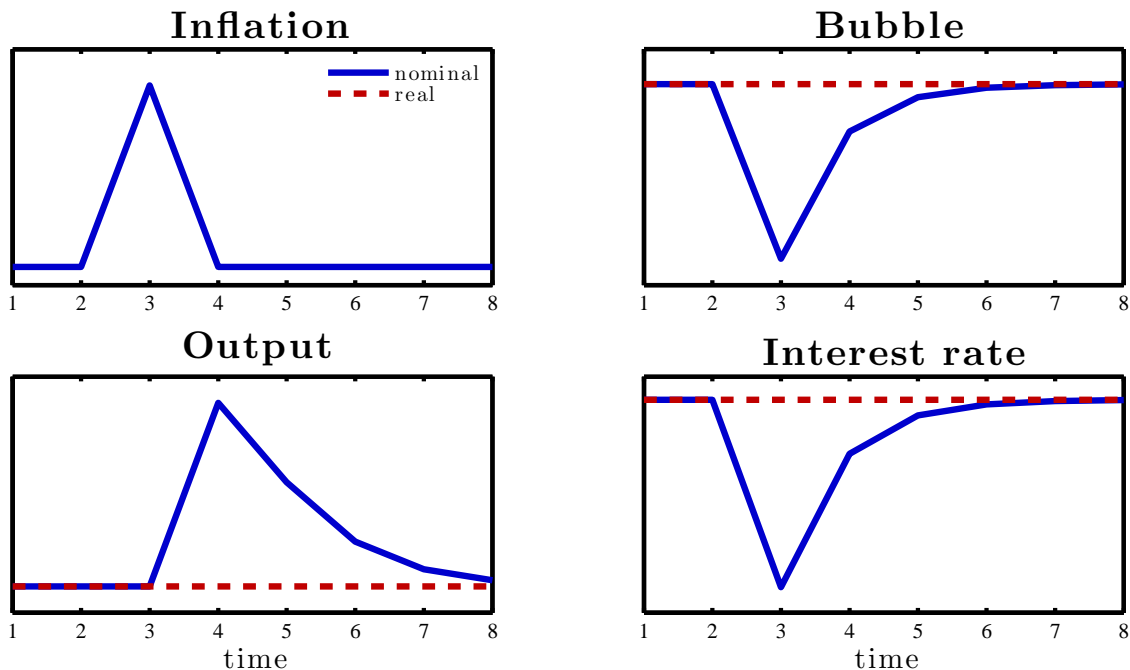 Inflation
nominal
real
1 2 3 4 5 6 7 8
Bubble
1 2 3 4 5 6 7 8
Output
1 2 3 4 5 6 7 8
time
Interest rate
1 2 3 4 5 6 7 8
time